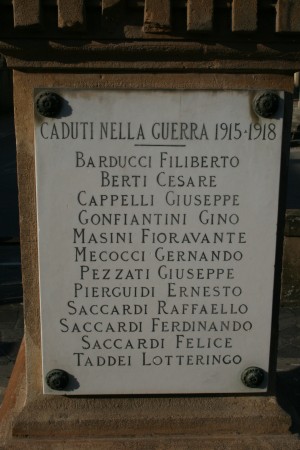 CADUTI NELLA GUERRA 1915-1918
BARDUCCI FILIBERTO
BERTI CESARE
CAPPELLI GIUSEPPE
GONFIANTINI GINO
MASINI FIORAVANTE
MECOCCI GERNANDO
PEZZATI GIUSEPPE
PIERGUIDI ERNESTO
SACCARDI RAFFAELLO
SACCARDI FERDINANDO
SACCARDI FELICE
TADDEI LOTTERINGO